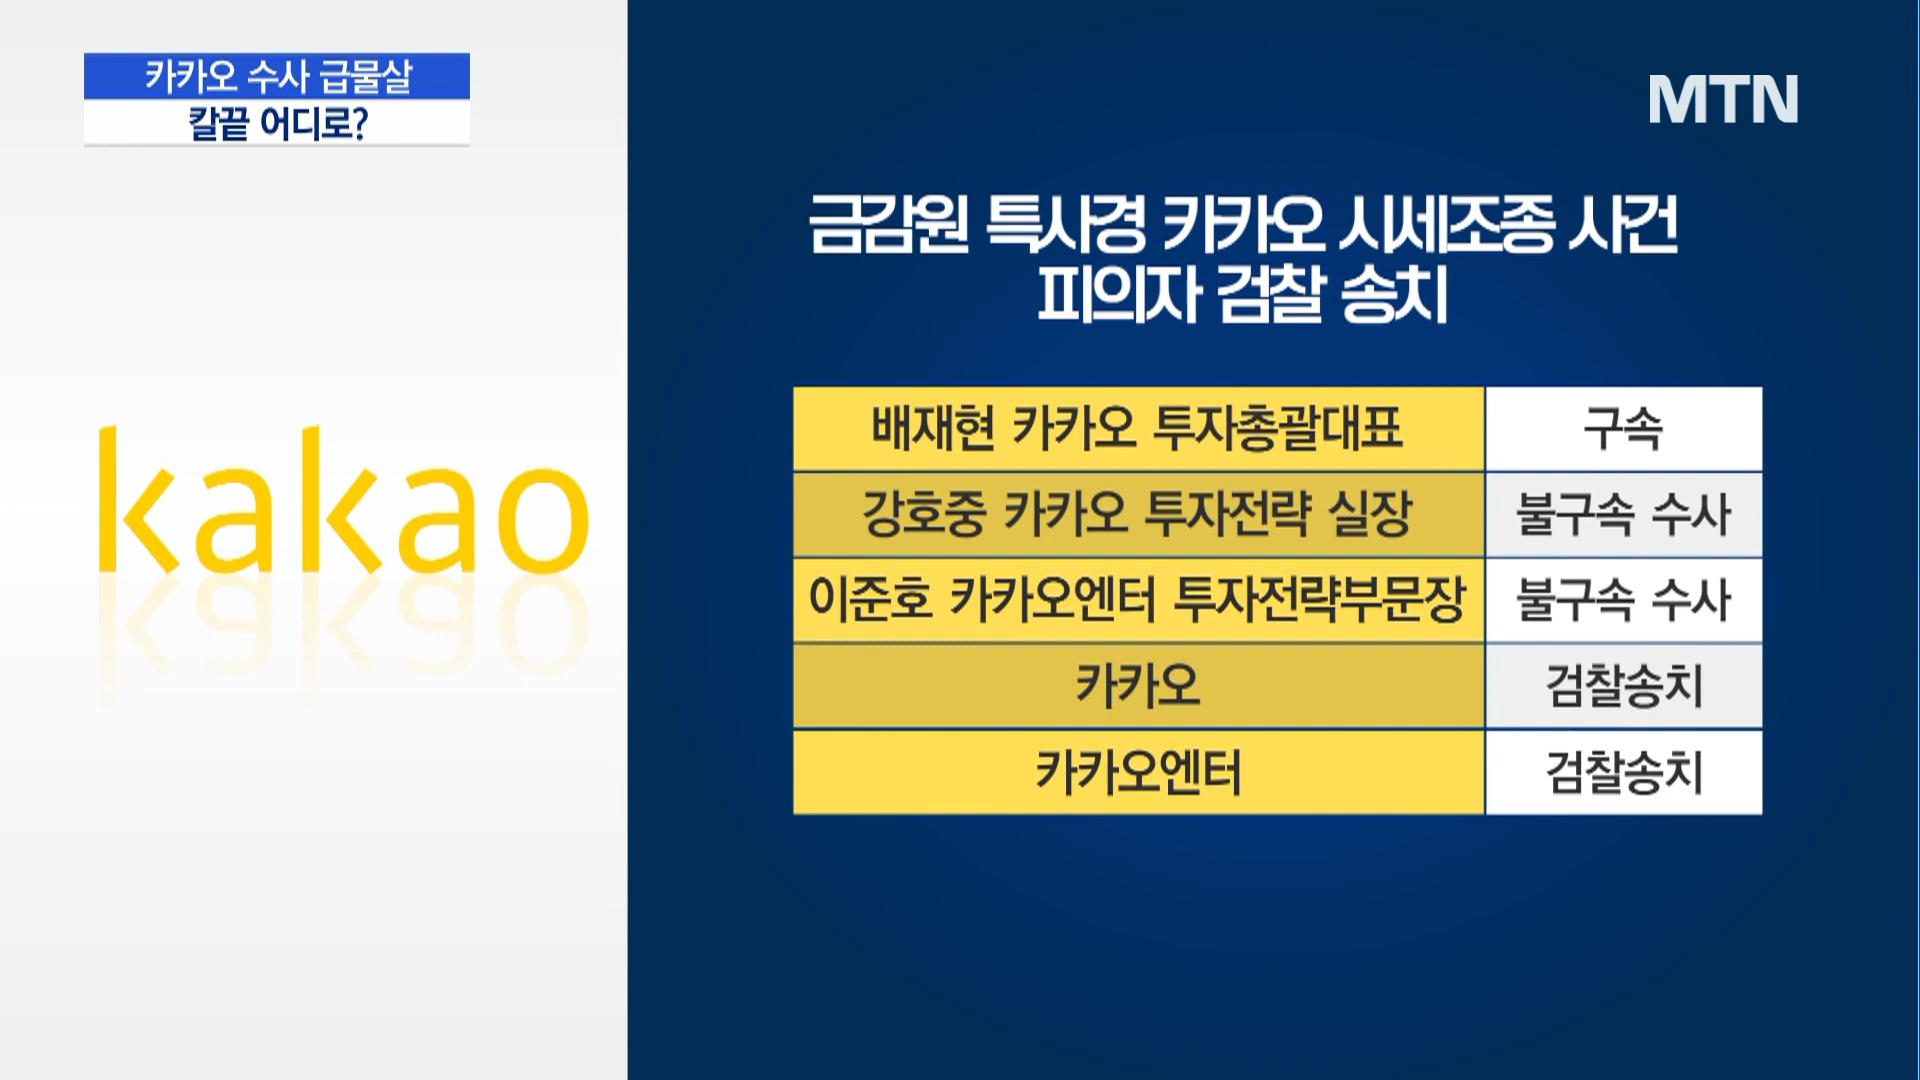 카카오 수사 급물살
칼끝 어디로?
MTN
금감원 특사경 카카오 시세조종 사건
피의자 검찰 송치
kakao
배재현 카카오 투자총괄대표 구속
강호중 카카오 투자전략 실장 불구속 수사
이준호 카카오엔터 투자전략부문장 불구속 수사
카카오 검찰송치
카카오엔터 검찰송치